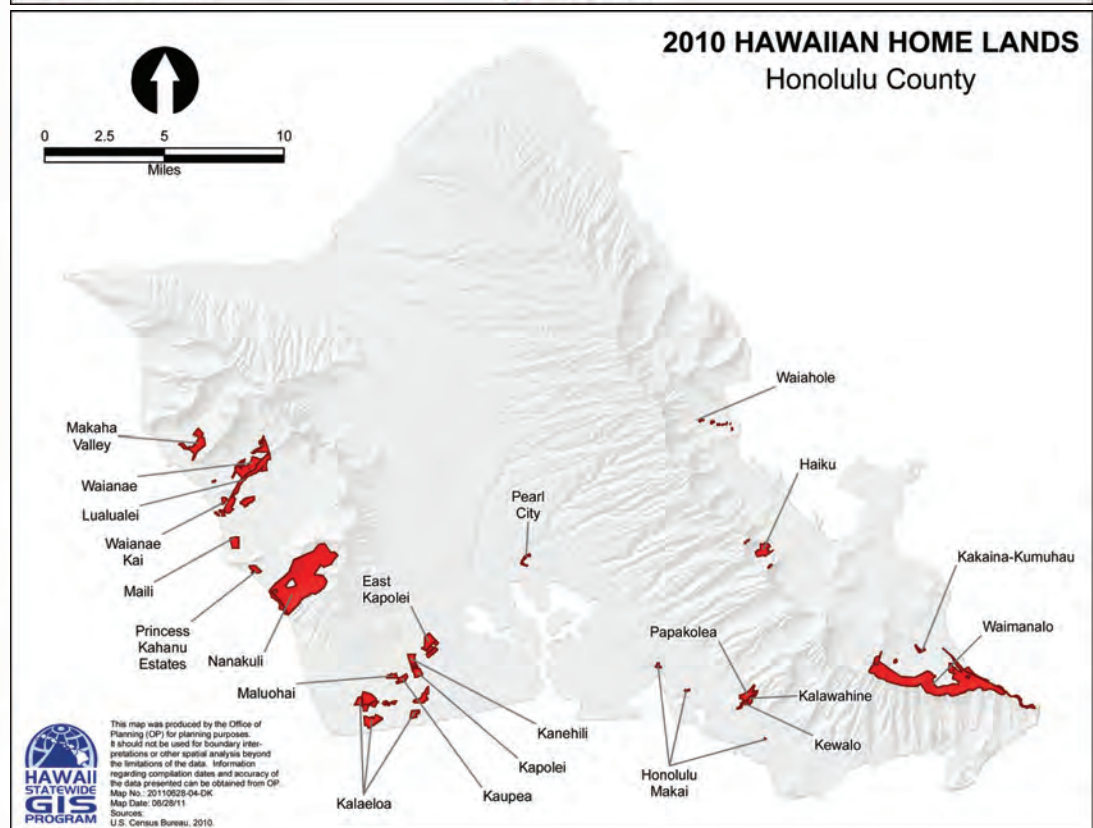 2010 HAWAIIAN HOME LANDS
Honolulu County
0 2.5 5 10
Miles
Waiahole
Makaha
Valley
Haiku
Waianae
Pearl
City
Lualualei
Waianae
Kai
Kakaina-Kumuhau
East
Kapolei
Maili
Waimanalo
Papakolea
Princess
Kahanu
Estates
Nanakuli
Maluohai
Kalawahine
Kanehili
Kewalo
Kapolei
Honolulu
Makai
Kaupea
Kalaeloa
HAWAII
STATEWIDE
GIS
PROGRAM
This map was produced by the Office of
Planning (OP) for planning purposes.
It should not be used for boundary inter-
pretations or other spatial analysis beyond
the limitations of the data. Information
regarding compilation dates and accuracy of
the data presented can be obtained from OP.
Map No.: 20110628-04-DK
Map Date: 06/28/11
Sources:
U.S. Census Bureau, 2010.